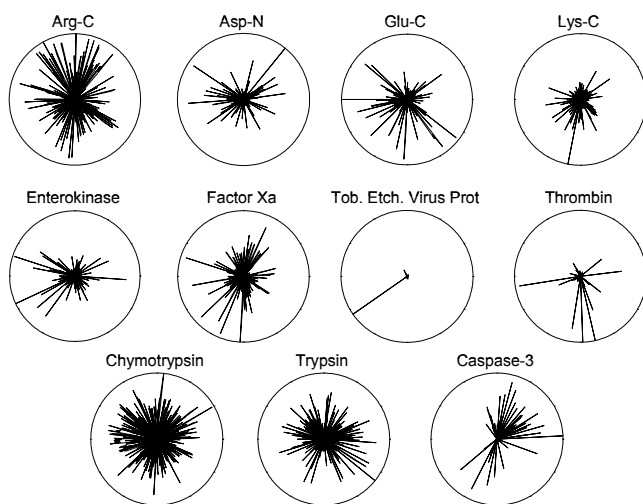 Arg-C Asp-N Glu-C Lys-C
Enterokinase Factor Xa Tob. Etch. Virus Prot Thrombin
Chymotrypsin Trypsin Caspase-3